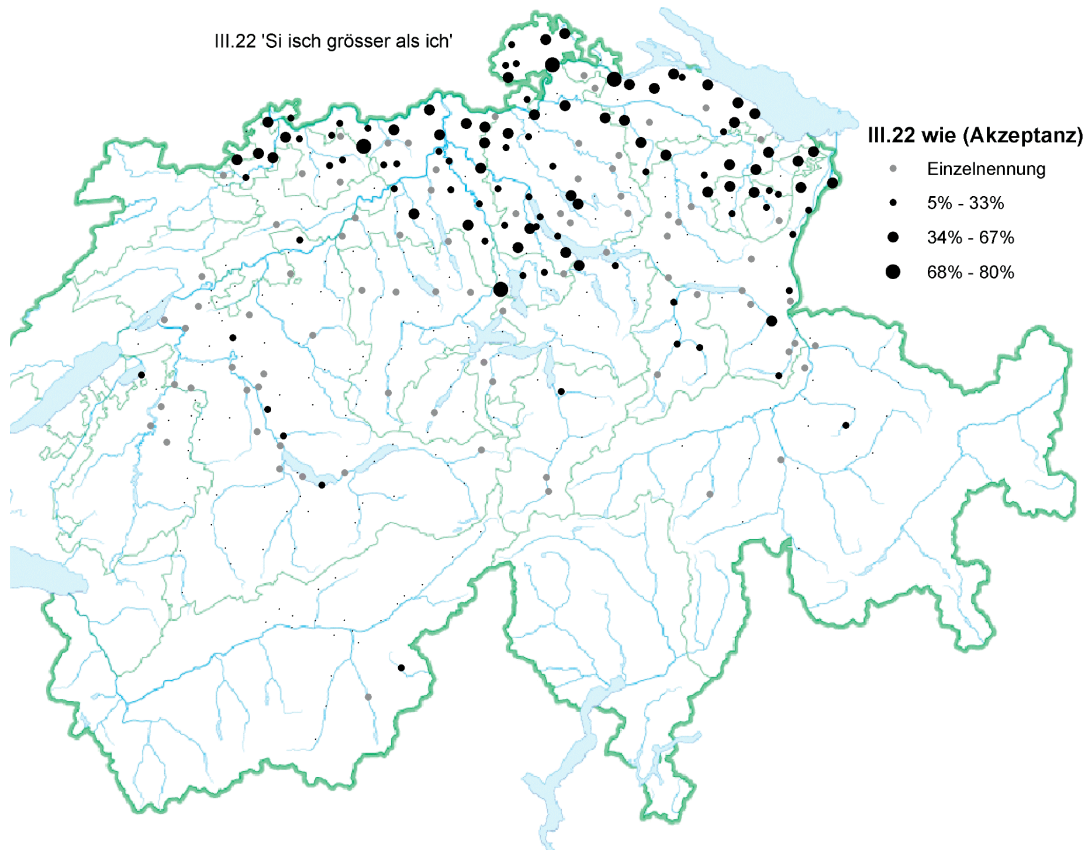 III.22 'Si isch grösser als ich'
III.22 wie (Akzeptanz)
Einzelnennung
5% - 33%
34% - 67%
68% - 80%